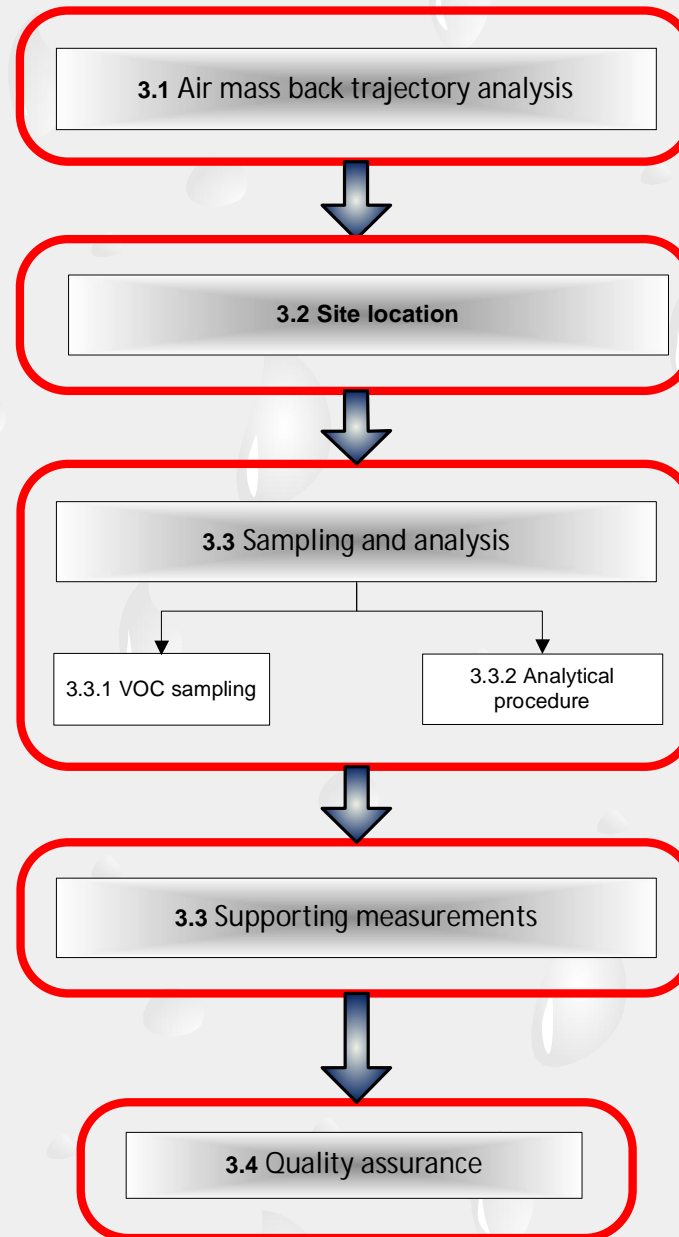 3.1 Air mass back trajectory analysis
3.2 Site location
3.3 Sampling and analysis
3.3.1 VOC sampling
3.3.2 Analytical
procedure
3.3 Supporting measurements
3.4 Quality assurance